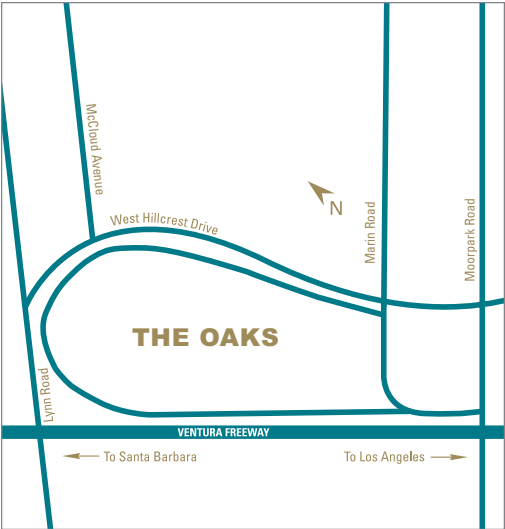 McCloud Avenue
West Hillcrest Drive
N
Marin Road
Moorpark Road
THE OAKS
Lynn Road
VENTURA FREEWAY
To Santa Barbara
To Los Angeles